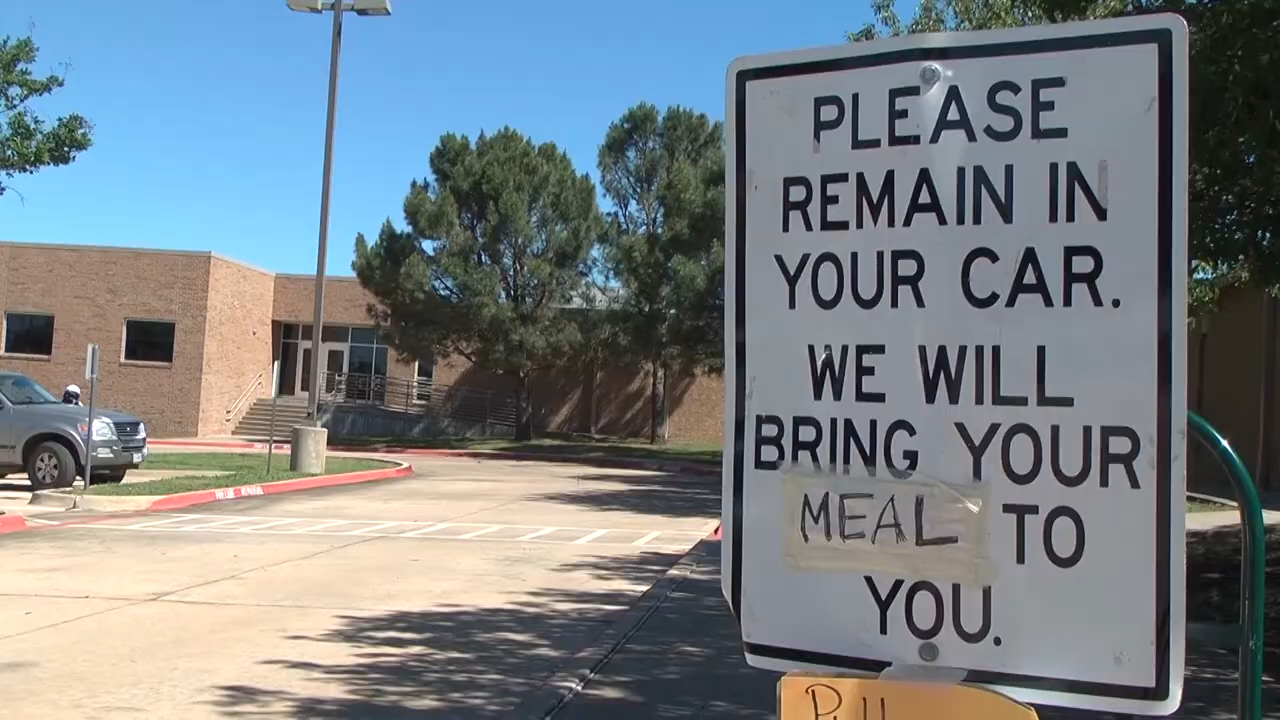 PLEASE
REMAIN IN
YOUR CAR.
WE WILL
BRING YOUR
MEAL TO
YOU.